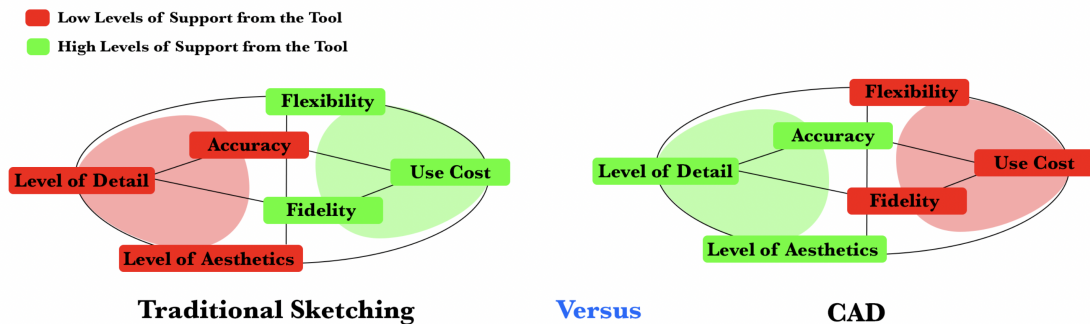 Low Levels of Support from the Tool
High Levels of Support from the Tool
Flexibility
Accuracy
Level of Detail
Use Cost
Fidelity
Level of Aesthetics
Flexibility
Accuracy
Level of Detail
Use Cost
Fidelity
Level of Aesthetics
Traditional Sketching
Versus
CAD